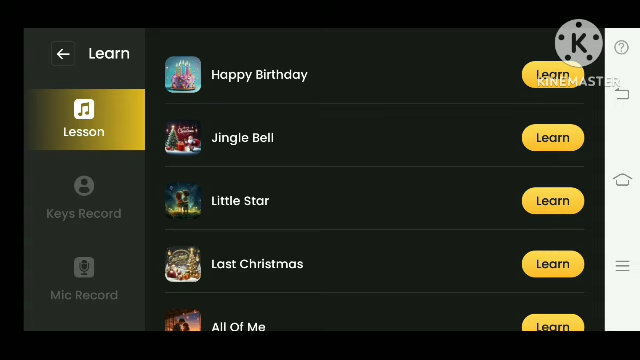 Learn
Lesson
Keys Record
Mic Record
Happy Birthday
Learn
Jingle Bell
Learn
Little Star
Learn
Last Christmas
Learn
All Of Me
Learn
K
KINEMASTER
?